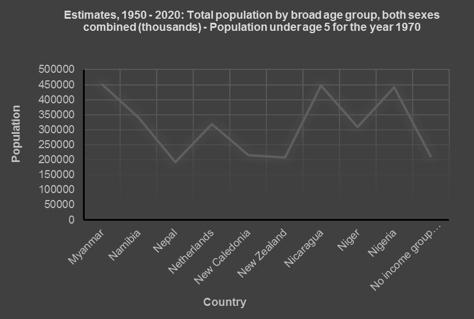 Estimates, 1950 - 2020: Total population by broad age group, both sexes
combined (thousands) - Population under age 5 for the year 1970
Population
500000
450000
400000
350000
300000
250000
200000
150000
100000
50000
0
Myanmar
Namibia
Nepal
Netherlands
New Caledonia
New Zealand
Nicaragua
Niger
Nigeria
No income group...
Country